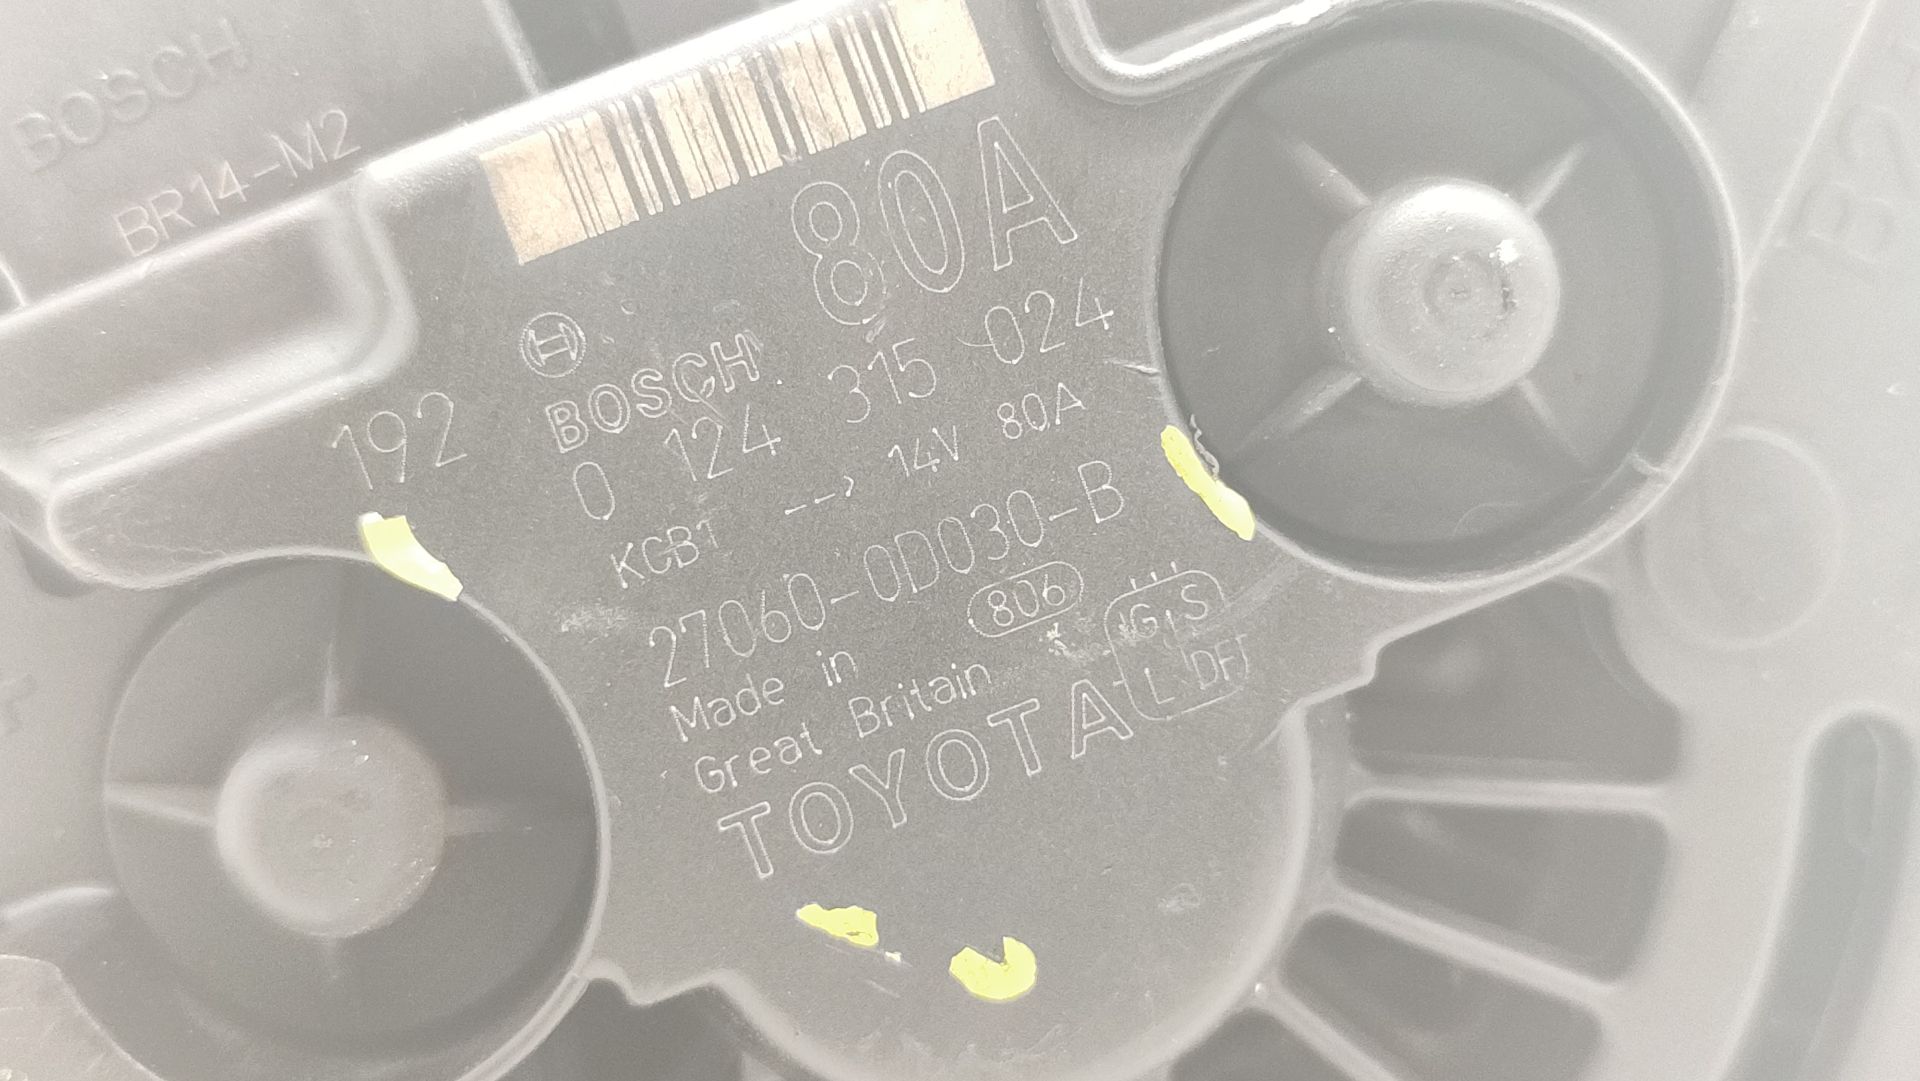 BOSCH
BR14-M2
80A
192
BOSCH
0 124 315 024
KCB1 --> 14V 80A
27060-0D030-B
Made in 806
Great Britain
G S
L DFJ
TOYOTA